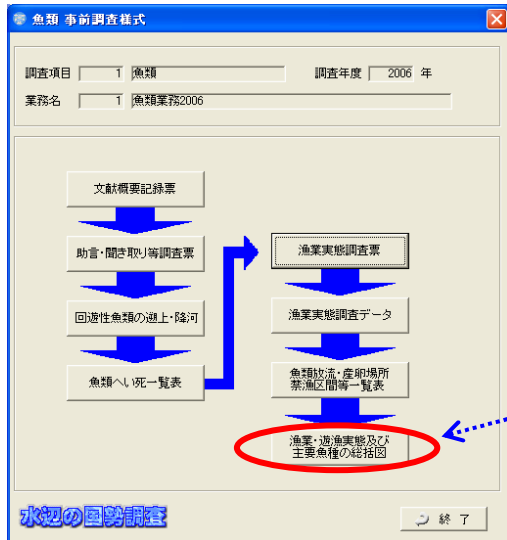 魚類 事前調査様式
調査項目 1 魚類 調査年度 2006 年
業務名 1 魚類業務2006
文献概要記録票
助言・聞き取り等調査票
回遊性魚類の遡上・降河
魚類へい死一覧表
漁業実態調査票
漁業実態調査データ
魚類放流・産卵場所
禁漁区間等一覧表
漁業・遊漁実態及び
主要魚種の総括図
水辺の国勢調査
終 了